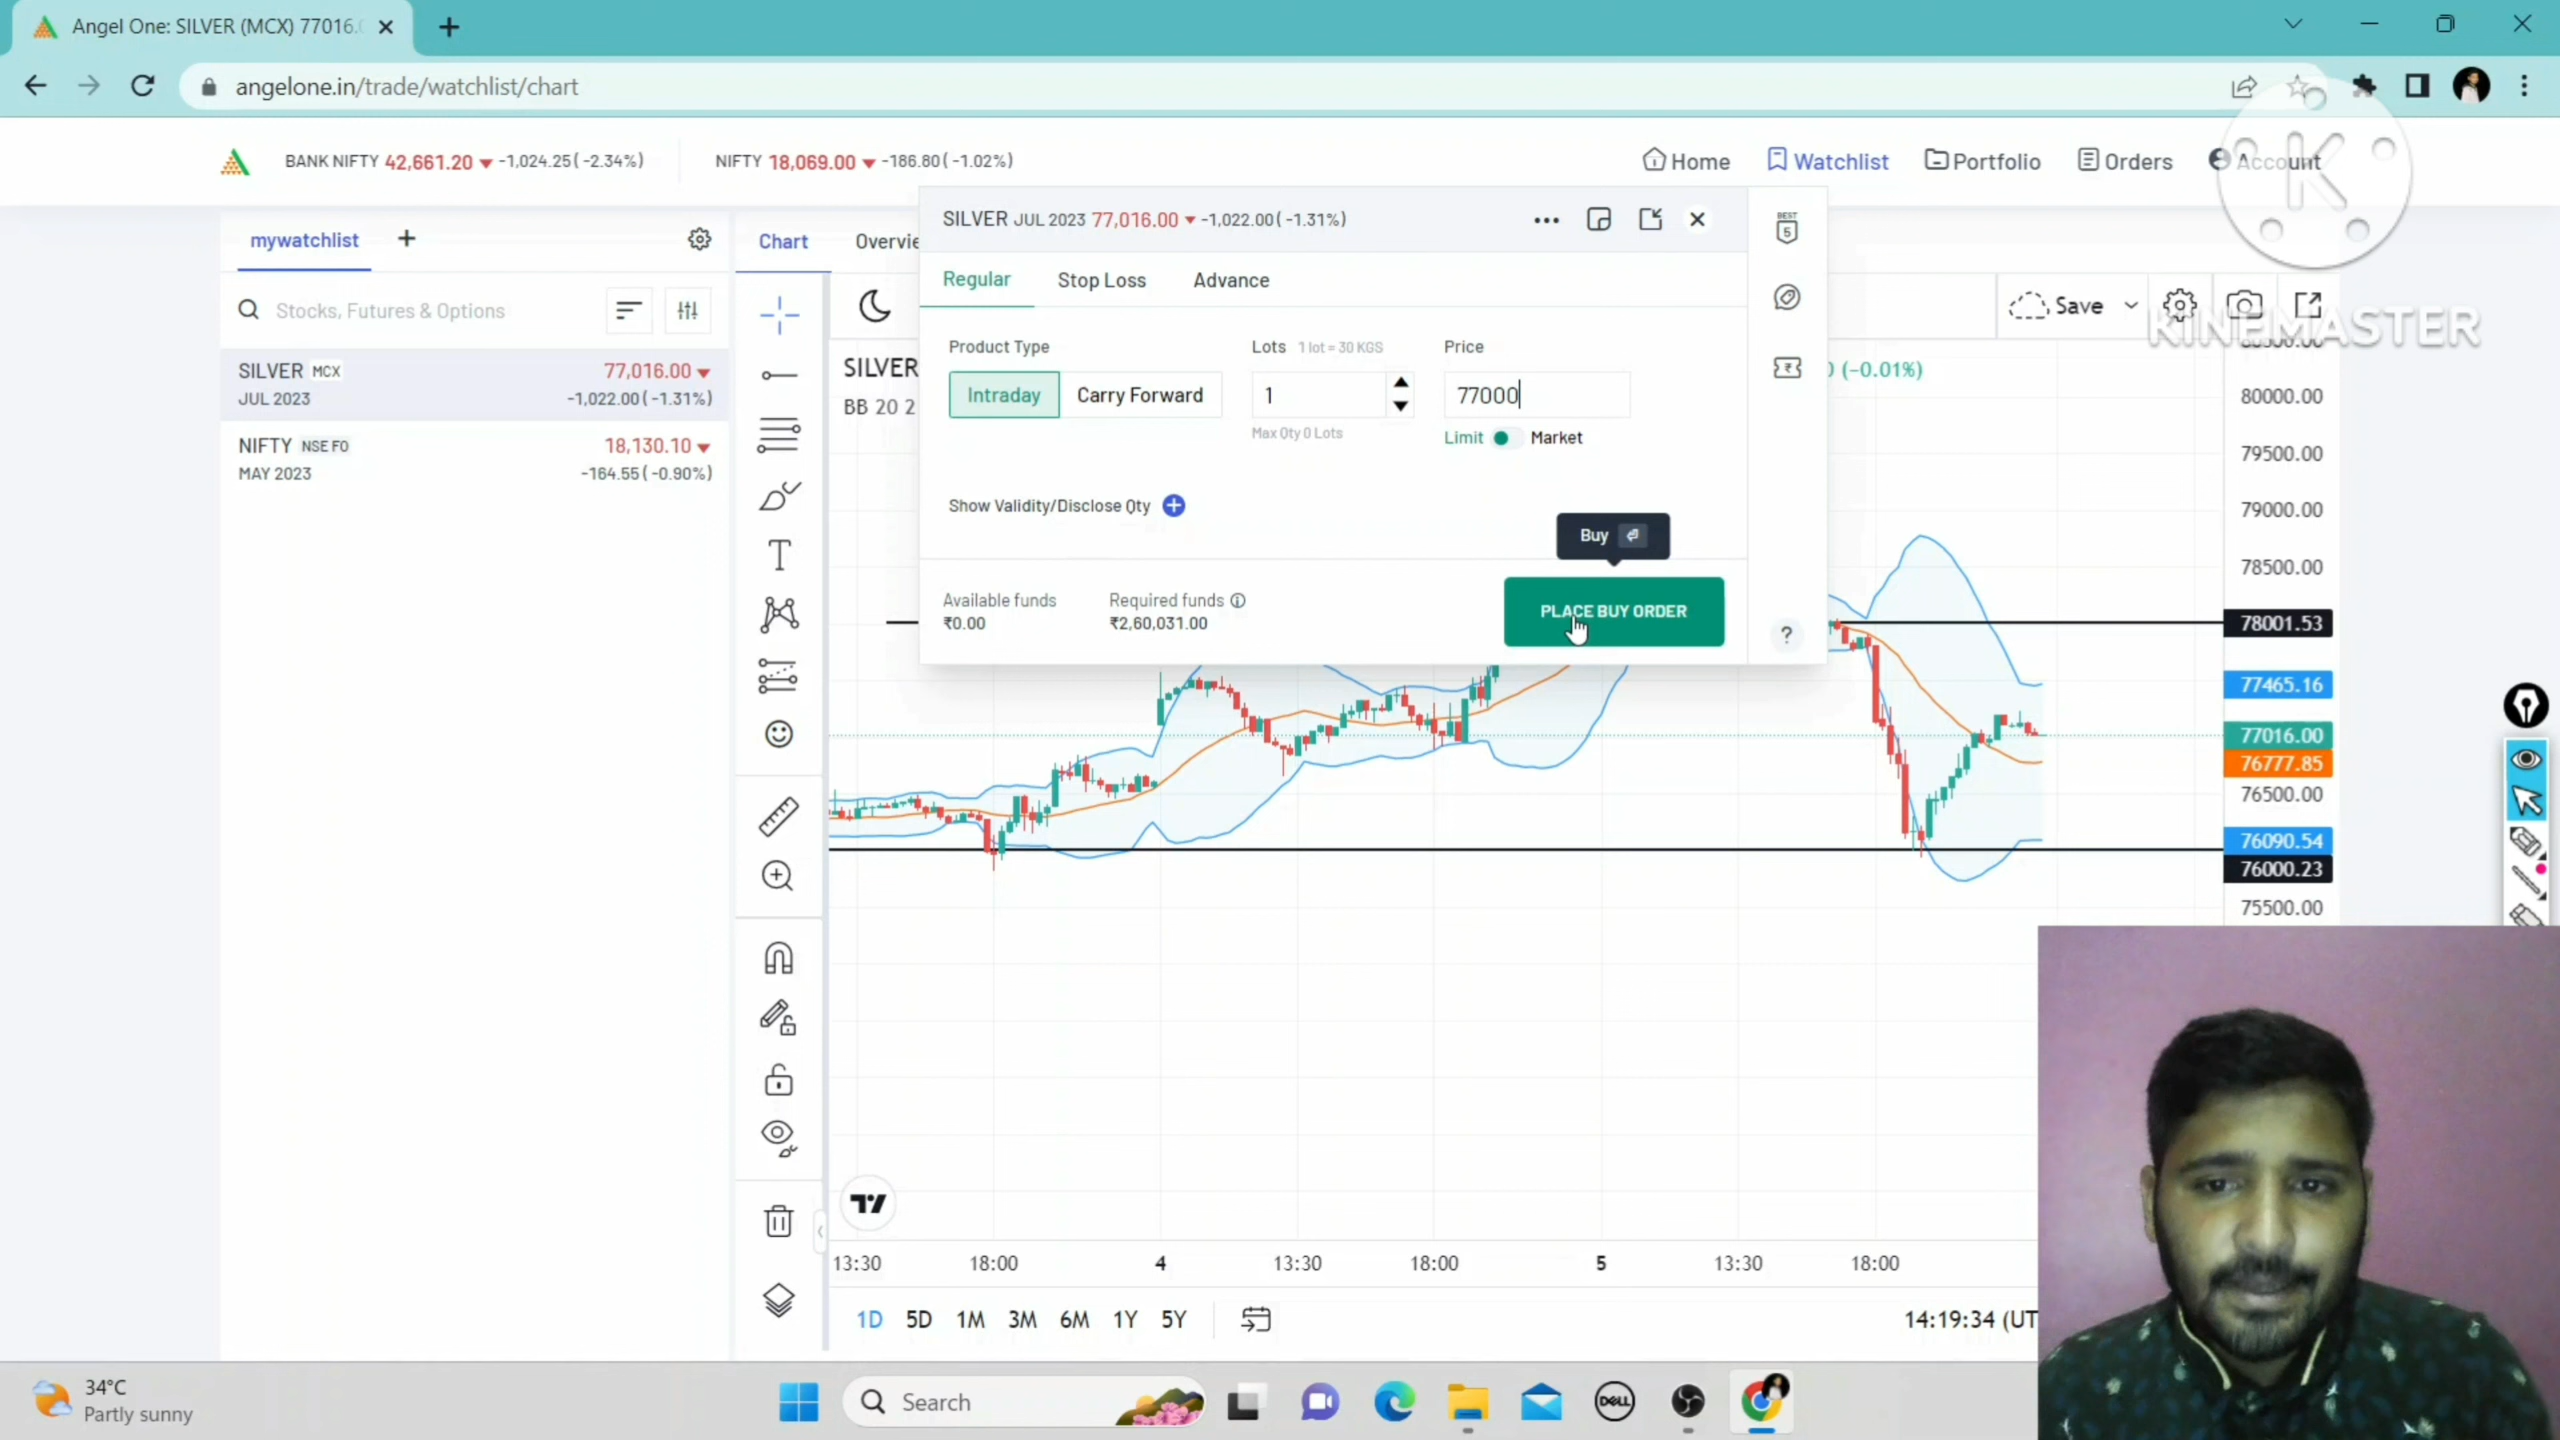 Angel One: SILVER (MCX) 77016.0
angelone.in/trade/watchlist/chart
BANK NIFTY 42,661.20 -1,024.25( -2.34%) NIFTY 18,069.00 -186.80( -1.02%)
Home Watchlist Portfolio Orders Account
mywatchlist +
Stocks, Futures & Options
SILVER MCX 77,016.00
JUL 2023 -1,022.00( -1.31%)
NIFTY NSE FO 18,130.10
MAY 2023 -164.55( -0.90%)
Chart Overvie
SILVER JUL 2023 77,016.00 -1,022.00( -1.31%)
BEST 5
Regular Stop Loss Advance
Product Type Lots 1 lot = 30 KGS Price
Intraday Carry Forward 1 77000
Max Qty 0 Lots Limit Market
Show Validity/Disclose Qty
Buy
Available funds Required funds
₹0.00 ₹2,60,031.00
PLACE BUY ORDER
?
Save
K
KINEMASTER
SILVER
BB 20 2
(-0.01%)
80000.00
79500.00
79000.00
78500.00
78001.53
77465.16
77016.00
76777.85
76500.00
76090.54
76000.23
75500.00
13:30 18:00 4 13:30 18:00 5 13:30 18:00
1D 5D 1M 3M 6M 1Y 5Y
14:19:34 (UT
34°C
Partly sunny
Search
DELL